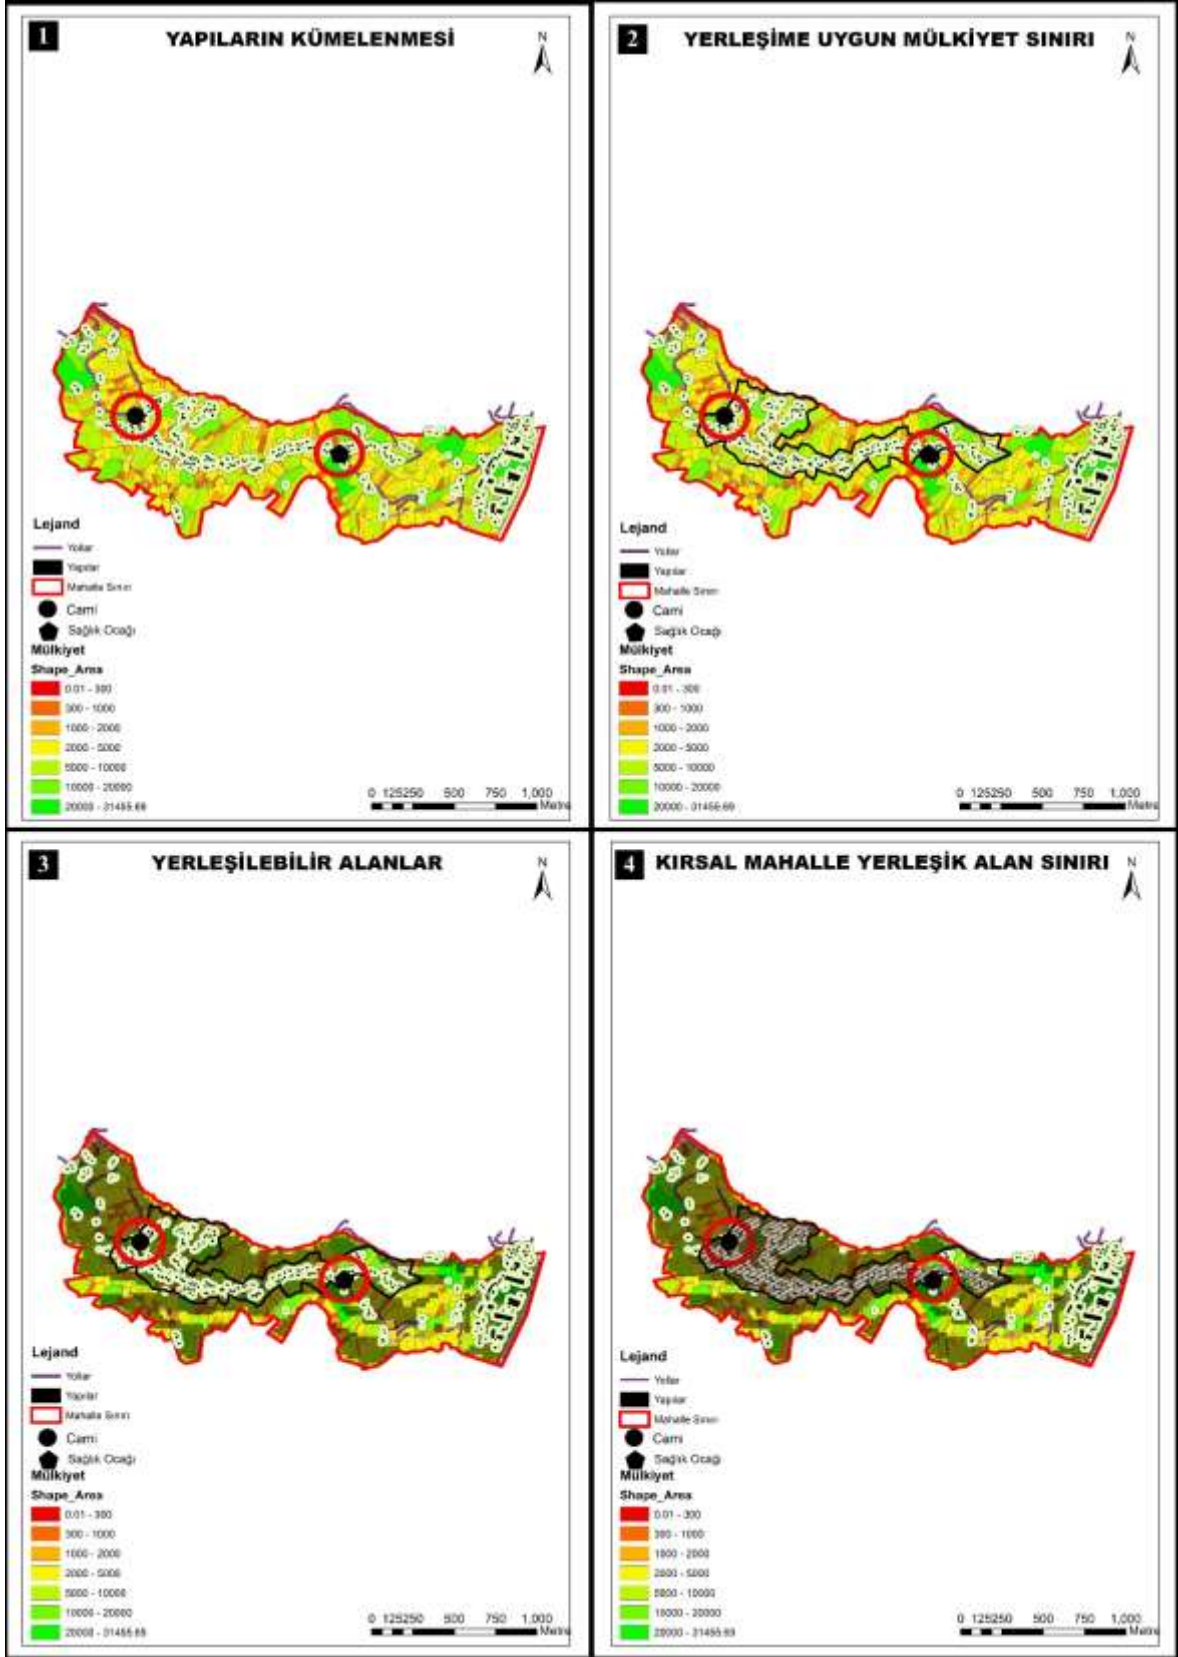 1 YAPILARIN KÜMELENMESİ
N
Lejand
Yollar
Yapılar
Mahalle Sınırı
Cami
Sağlık Ocağı
Mülkiyet
Shape_Area
0.01 - 300
300 - 1000
1000 - 2000
2000 - 5000
5000 - 10000
10000 - 20000
20000 - 31455.69
0 125250 500 750 1,000
Metre
2 YERLEŞİME UYGUN MÜLKİYET SINIRI
N
Lejand
Yollar
Yapılar
Mahalle Sınırı
Cami
Sağlık Ocağı
Mülkiyet
Shape_Area
0.01 - 300
300 - 1000
1000 - 2000
2000 - 5000
5000 - 10000
10000 - 20000
20000 - 31455.69
0 125250 500 750 1,000
Metre
3 YERLEŞİLEBİLİR ALANLAR
N
Lejand
Yollar
Yapılar
Mahalle Sınırı
Cami
Sağlık Ocağı
Mülkiyet
Shape_Area
0.01 - 300
300 - 1000
1000 - 2000
2000 - 5000
5000 - 10000
10000 - 20000
20000 - 31455.69
0 125250 500 750 1,000
Metre
4 KIRSAL MAHALLE YERLEŞİK ALAN SINIRI
N
Lejand
Yollar
Yapılar
Mahalle Sınırı
Cami
Sağlık Ocağı
Mülkiyet
Shape_Area
0.01 - 300
300 - 1000
1000 - 2000
2000 - 5000
5000 - 10000
10000 - 20000
20000 - 31455.69
0 125250 500 750 1,000
Metre